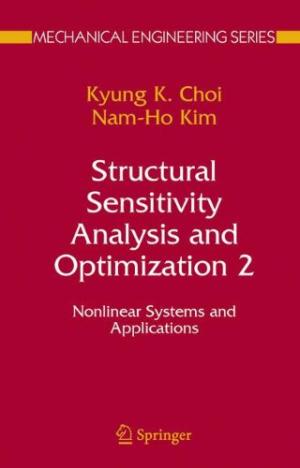 MECHANICAL ENGINEERING SERIES
Kyung K. Choi
Nam-Ho Kim
Structural
Sensitivity
Analysis and
Optimization 2
Nonlinear Systems and
Applications
Springer